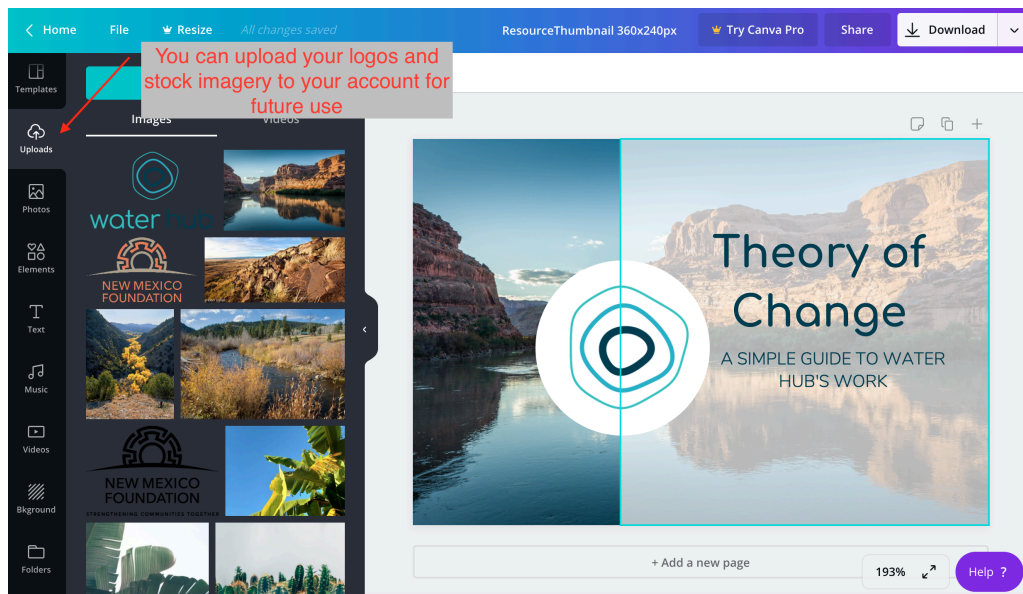 Home File Resize All changes saved ResourceThumbnail 360x240px Try Canva Pro Share Download
You can upload your logos and
stock imagery to your account for
future use
Templates
Uploads
Photos
Elements
Text
Music
Videos
Bkground
Folders
Images Videos
water hub
NEW MEXICO
FOUNDATION
NEW MEXICO
FOUNDATION
STRENGTHENING COMMUNITIES TOGETHER
Theory of
Change
A SIMPLE GUIDE TO WATER
HUB'S WORK
+ Add a new page
193%
Help ?